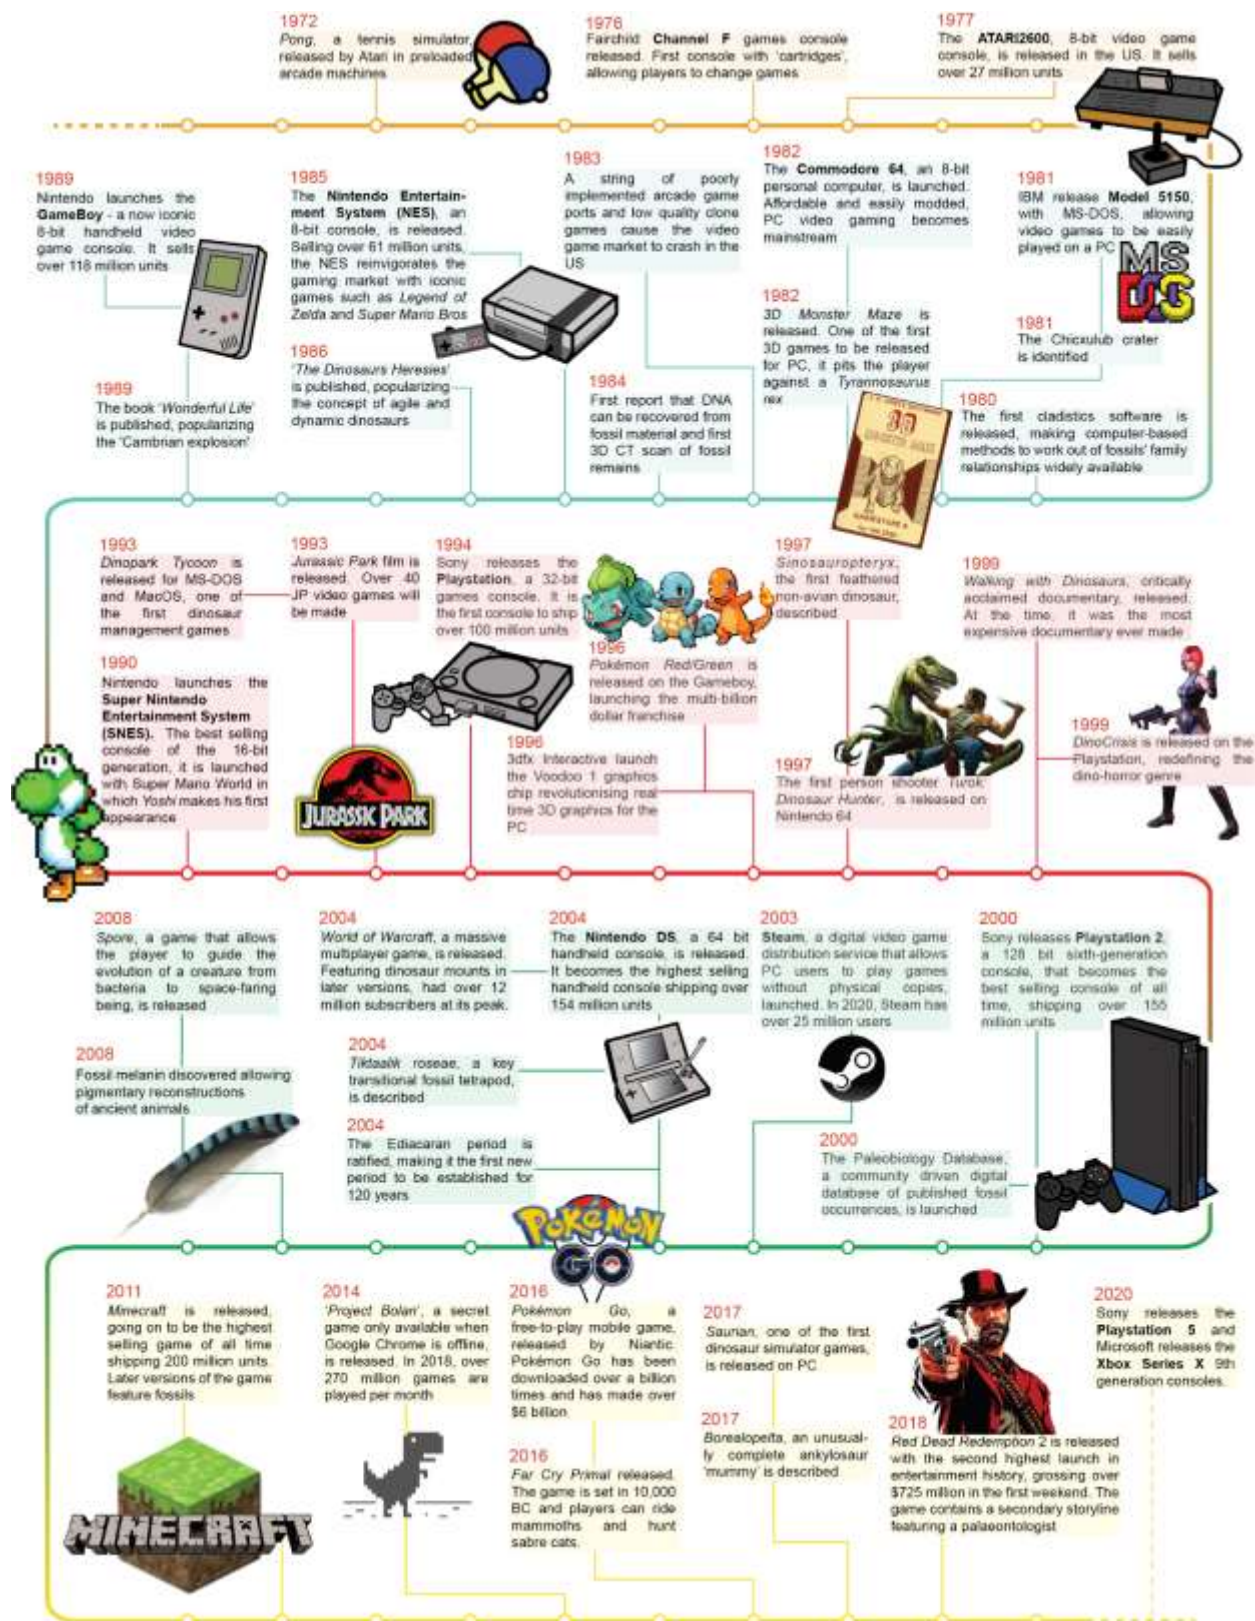 1972
Pong, a tennis simulator,
released by Atari in preloaded
arcade machines
1976
Fairchild Channel F games console
released. First console with 'cartridges',
allowing players to change games
1977
The ATARI2600, 8-bit video game
console, is released in the US. It sells
over 27 million units
1989
Nintendo launches the
GameBoy - a now iconic
8-bit handheld video
game console. It sells
over 118 million units
1985
The Nintendo Entertain-
ment System (NES), an
8-bit console, is released.
Selling over 61 million units,
the NES reinvigorates the
gaming market with iconic
games such as Legend of
Zelda and Super Mario Bros
1983
A string of poorly
implemented arcade game
ports and low quality clone
games cause the video
game market to crash in the
US
1982
The Commodore 64, an 8-bit
personal computer, is launched.
Affordable and easily modded,
PC video gaming becomes
mainstream
1981
IBM release Model 5150,
with MS-DOS, allowing
video games to be easily
played on a PC
MS
DOS
1982
3D Monster Maze is
released. One of the first
3D games to be released
for PC, it pits the player
against a Tyrannosaurus
rex
1981
The Chicxulub crater
is identified
1986
'The Dinosaurs Heresies'
is published, popularizing
the concept of agile and
dynamic dinosaurs
1989
The book 'Wonderful Life'
is published, popularizing
the 'Cambrian explosion'
1984
First report that DNA
can be recovered from
fossil material and first
3D CT scan of fossil
remains
3D
MONSTER MAZE
1980
The first cladistics software is
released, making computer-based
methods to work out of fossils' family
relationships widely available
1993
Dinopark Tycoon is
released for MS-DOS
and MacOS, one of
the first dinosaur
management games
1993
Jurassic Park film is
released. Over 40
JP video games will
be made
1994
Sony releases the
Playstation, a 32-bit
games console. It is
the first console to ship
over 100 million units
1997
Sinosauropteryx,
the first feathered
non-avian dinosaur,
described
1999
Walking with Dinosaurs, critically
acclaimed documentary, released.
At the time, it was the most
expensive documentary ever made
1990
Nintendo launches the
Super Nintendo
Entertainment System
(SNES). The best selling
console of the 16-bit
generation, it is launched
with Super Mario World in
which Yoshi makes his first
appearance
JURASSIC PARK
1996
Pokémon Red/Green is
released on the Gameboy,
launching the multi-billion
dollar franchise
1996
3dfx Interactive launch
the Voodoo 1 graphics
chip revolutionising real
time 3D graphics for the
PC
1997
The first person shooter Turok:
Dinosaur Hunter, is released on
Nintendo 64
1999
DinoCrisis is released on the
Playstation, redefining the
dino-horror genre
2008
Spore, a game that allows
the player to guide the
evolution of a creature from
bacteria to space-faring
being, is released
2004
World of Warcraft, a massive
multiplayer game, is released.
Featuring dinosaur mounts in
later versions, had over 12
million subscribers at its peak.
2004
The Nintendo DS, a 64 bit
handheld console, is released.
It becomes the highest selling
handheld console shipping over
154 million units
2003
Steam, a digital video game
distribution service that allows
PC users to play games
without physical copies,
launched. In 2020, Steam has
over 25 million users
2000
Sony releases Playstation 2,
a 128 bit sixth-generation
console, that becomes the
best selling console of all
time, shipping over 155
million units
2008
Fossil melanin discovered allowing
pigmentary reconstructions
of ancient animals
2004
Tiktaalik roseae, a key
transitional fossil tetrapod,
is described
2004
The Ediacaran period is
ratified, making it the first new
period to be established for
120 years
2000
The Paleobiology Database,
a community driven digital
database of published fossil
occurrences, is launched
POKéMON
GO
2011
Minecraft is released,
going on to be the highest
selling game of all time
shipping 200 million units.
Later versions of the game
feature fossils
2014
'Project Bolan', a secret
game only available when
Google Chrome is offline,
is released. In 2018, over
270 million games are
played per month
2016
Pokémon Go, a
free-to-play mobile game,
released by Niantic.
Pokémon Go has been
downloaded over a billion
times and has made over
$6 billion
2017
Saurian, one of the first
dinosaur simulator games,
is released on PC
2020
Sony releases the
Playstation 5 and
Microsoft releases the
Xbox Series X 9th
generation consoles.
2016
Far Cry Primal released.
The game is set in 10,000
BC and players can ride
mammoths and hunt
sabre cats.
2017
Borealopelta, an unusual-
ly complete ankylosaur
'mummy' is described
2018
Red Dead Redemption 2 is released
with the second highest launch in
entertainment history, grossing over
$725 million in the first weekend. The
game contains a secondary storyline
featuring a palaeontologist
MINECRAFT